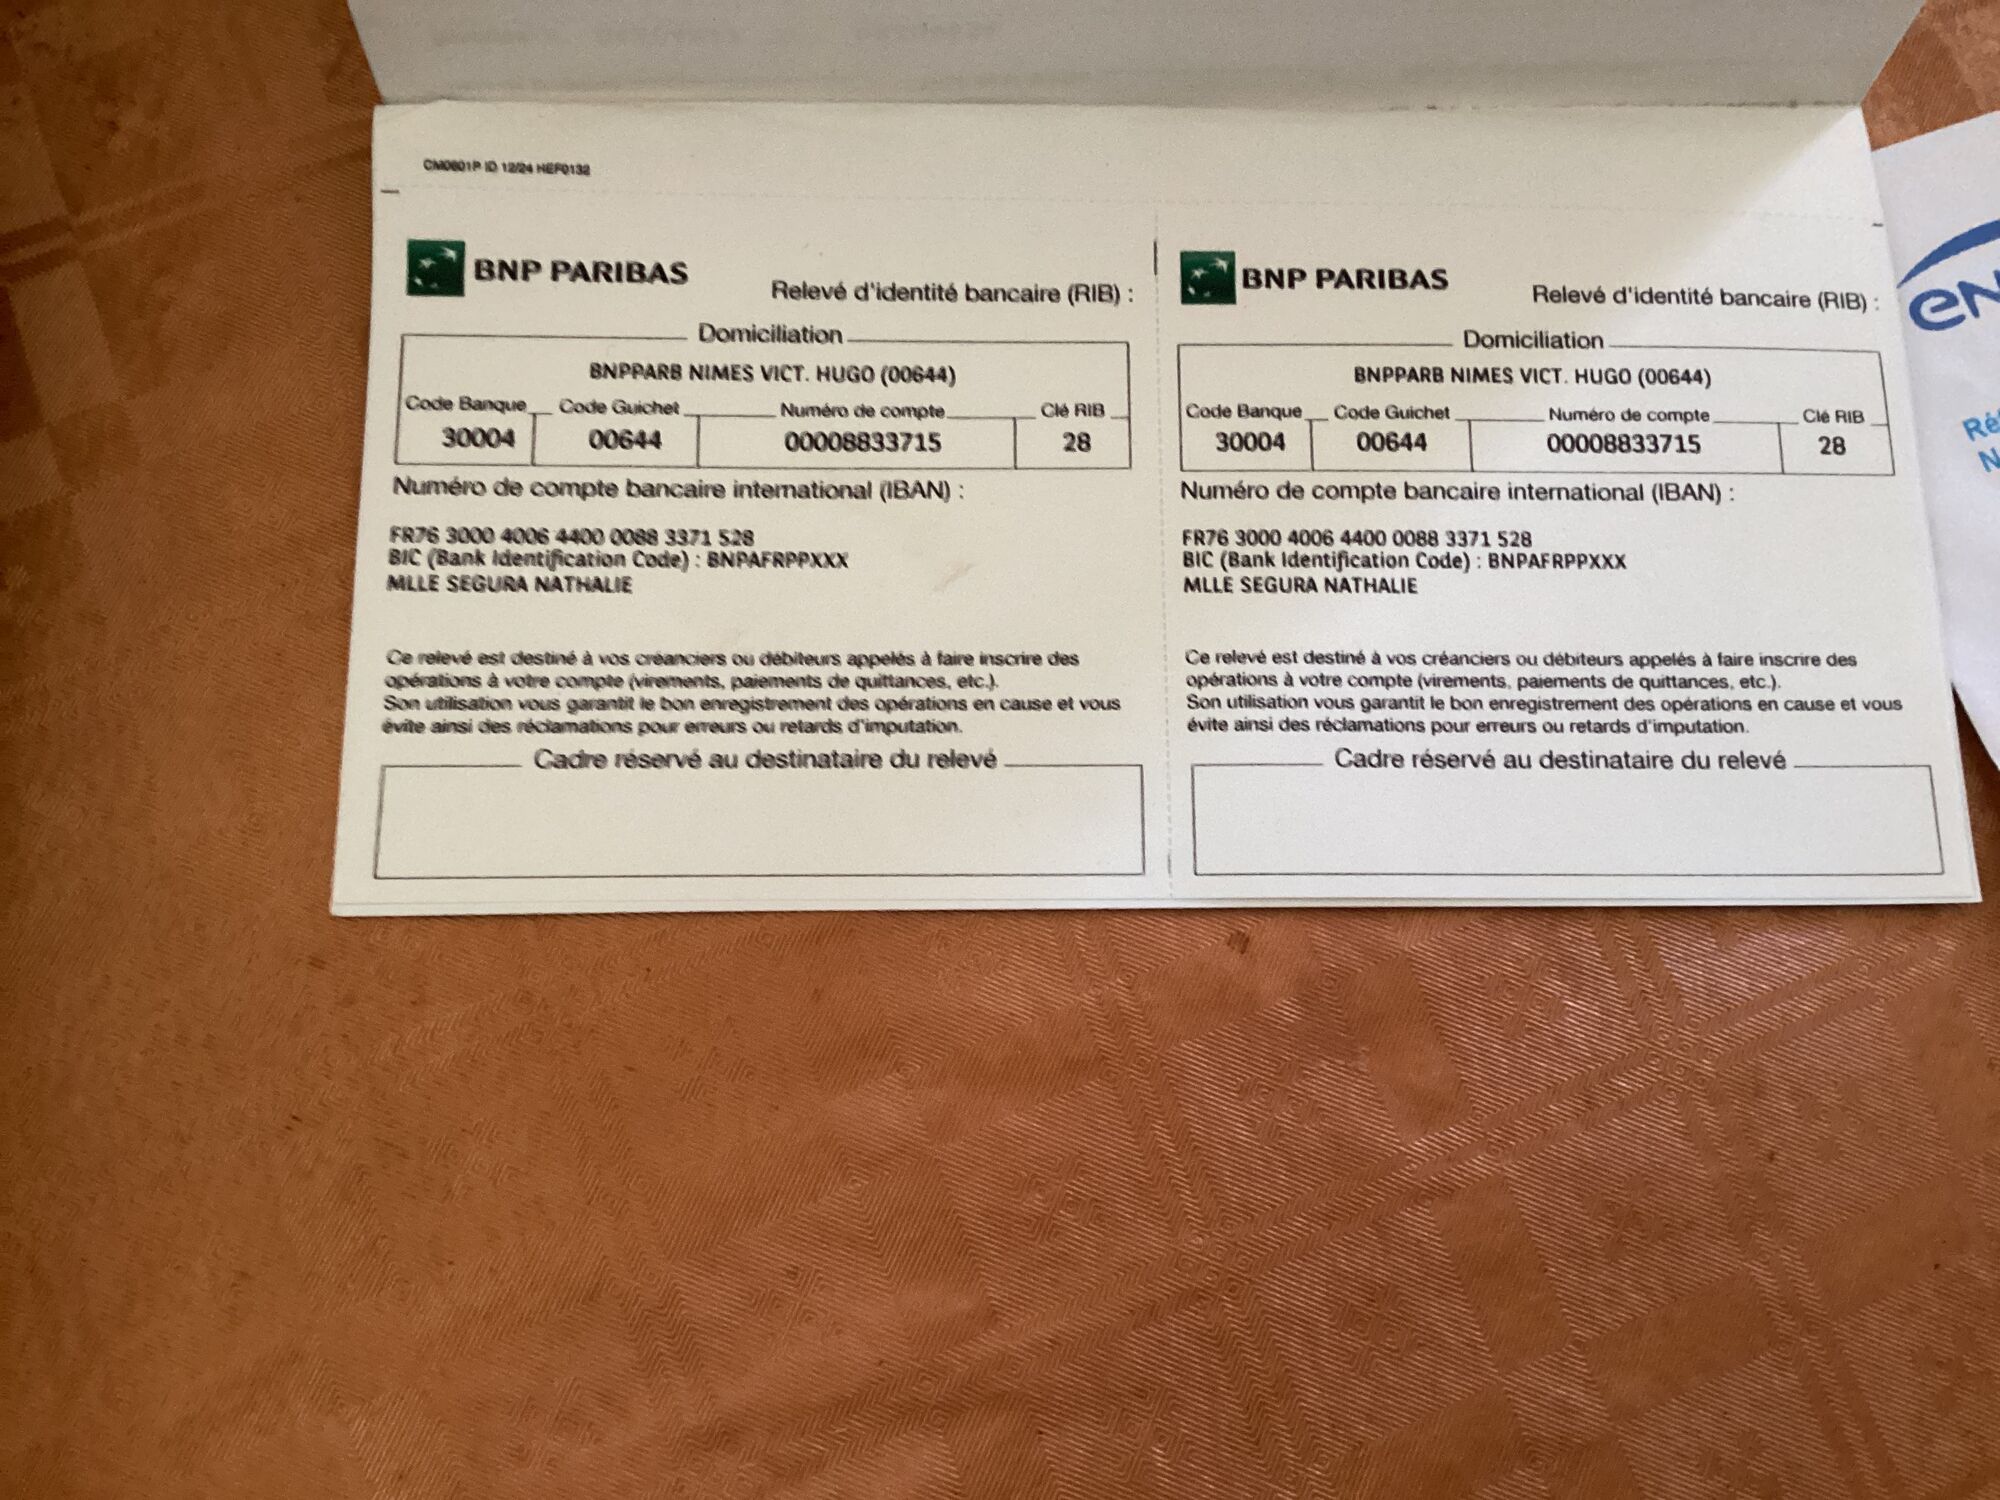 CM0601P ID 12/24 HEF0132
BNP PARIBAS
Relevé d'identité bancaire (RIB) :
Domiciliation
BNPPARB NIMES VICT. HUGO (00644)
Code Banque Code Guichet Numéro de compte Clé RIB
30004 00644 00008833715 28
Numéro de compte bancaire international (IBAN) :
FR76 3000 4006 4400 0088 3371 528
BIC (Bank Identification Code) : BNPAFRPPXXX
MLLE SEGURA NATHALIE
Ce relevé est destiné à vos créanciers ou débiteurs appelés à faire inscrire des
opérations à votre compte (virements, paiements de quittances, etc.).
Son utilisation vous garantit le bon enregistrement des opérations en cause et vous
évite ainsi des réclamations pour erreurs ou retards d'imputation.
Cadre réservé au destinataire du relevé
BNP PARIBAS
Relevé d'identité bancaire (RIB) :
Domiciliation
BNPPARB NIMES VICT. HUGO (00644)
Code Banque Code Guichet Numéro de compte Clé RIB
30004 00644 00008833715 28
Numéro de compte bancaire international (IBAN) :
FR76 3000 4006 4400 0088 3371 528
BIC (Bank Identification Code) : BNPAFRPPXXX
MLLE SEGURA NATHALIE
Ce relevé est destiné à vos créanciers ou débiteurs appelés à faire inscrire des
opérations à votre compte (virements, paiements de quittances, etc.).
Son utilisation vous garantit le bon enregistrement des opérations en cause et vous
évite ainsi des réclamations pour erreurs ou retards d'imputation.
Cadre réservé au destinataire du relevé